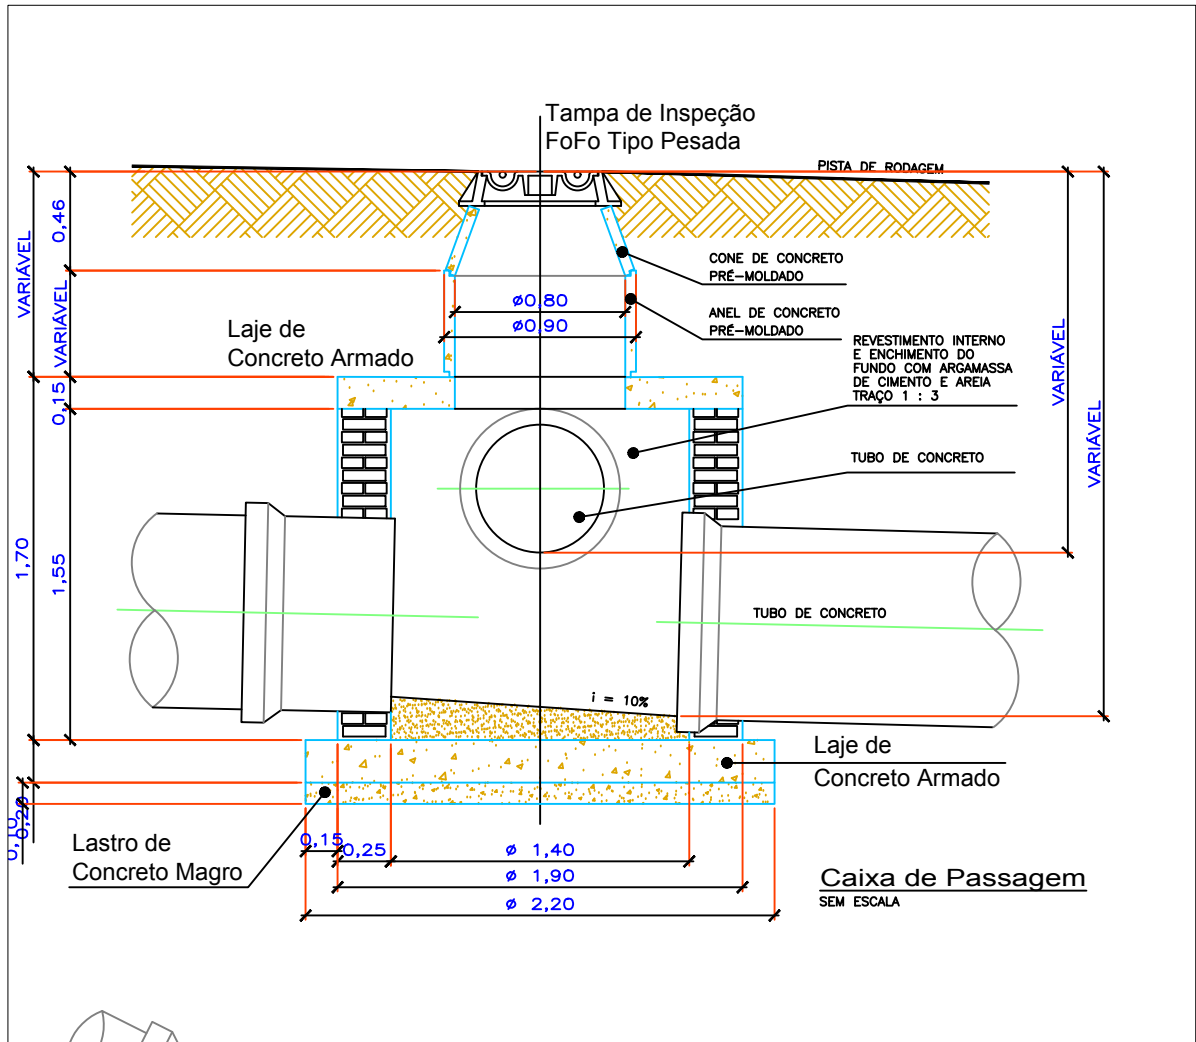 Tampa de Inspeção
FoFo Tipo Pesada
PISTA DE RODAGEM
0,46
VARIÁVEL
CONE DE CONCRETO
PRÉ-MOLDADO
ø0,80
ANEL DE CONCRETO
PRÉ-MOLDADO
ø0,90
Laje de
Concreto Armado
VARIÁVEL
REVESTIMENTO INTERNO
E ENCHIMENTO DO
FUNDO COM ARGAMASSA
DE CIMENTO E AREIA
TRAÇO 1 : 3
VARIÁVEL
VARIÁVEL
0,15
TUBO DE CONCRETO
1,70
1,55
TUBO DE CONCRETO
i = 10%
Laje de
Concreto Armado
0,20
0,10
Lastro de
Concreto Magro
0,15
0,25
ø 1,40
ø 1,90
ø 2,20
Caixa de Passagem
SEM ESCALA